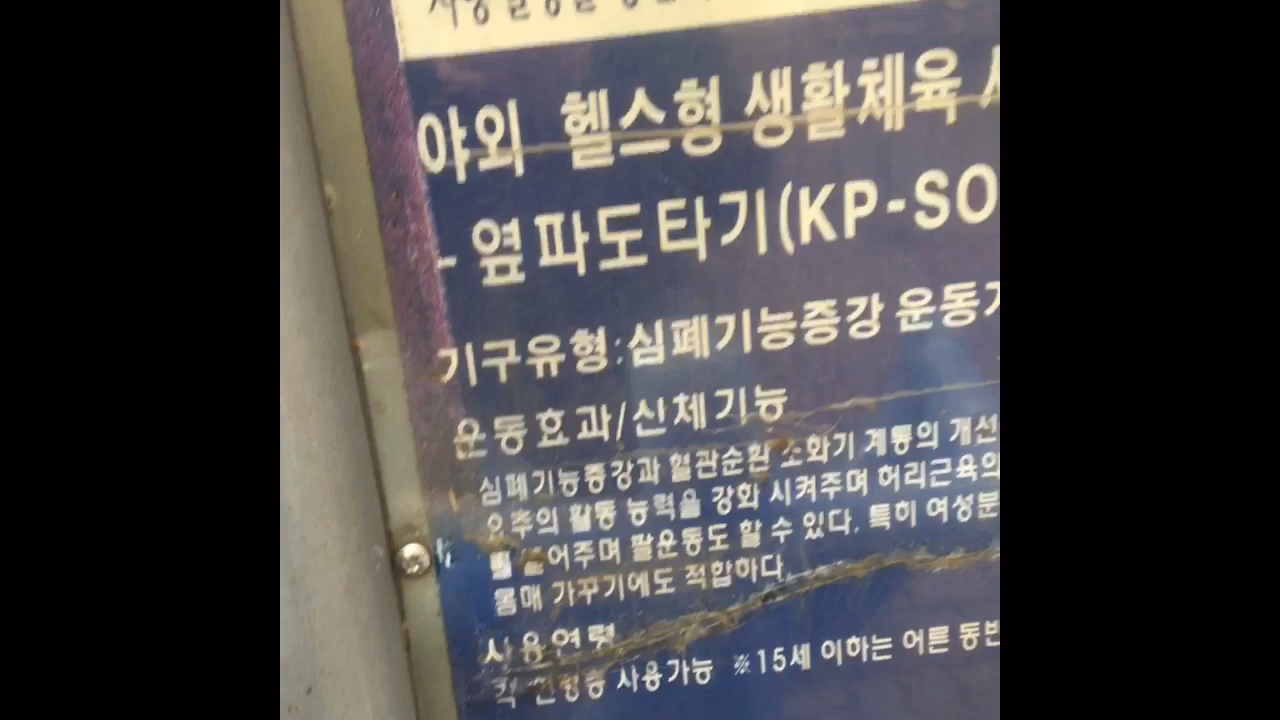 야외 헬스형 생활체육
- 옆파도타기(KP-SO
기구유형:심폐기능증강 운동
운동효과/신체기능
심폐기능증강과 혈관순환 소화기 계통의 개선
요추의 활동 능력을 강화 시켜주며 허리근육의
풀어주며 팔운동도 할 수 있다. 특히 여성분
몸매 가꾸기에도 적합하다.
사용연령
각 연령층 사용가능 ※15세 이하는 어른 동반